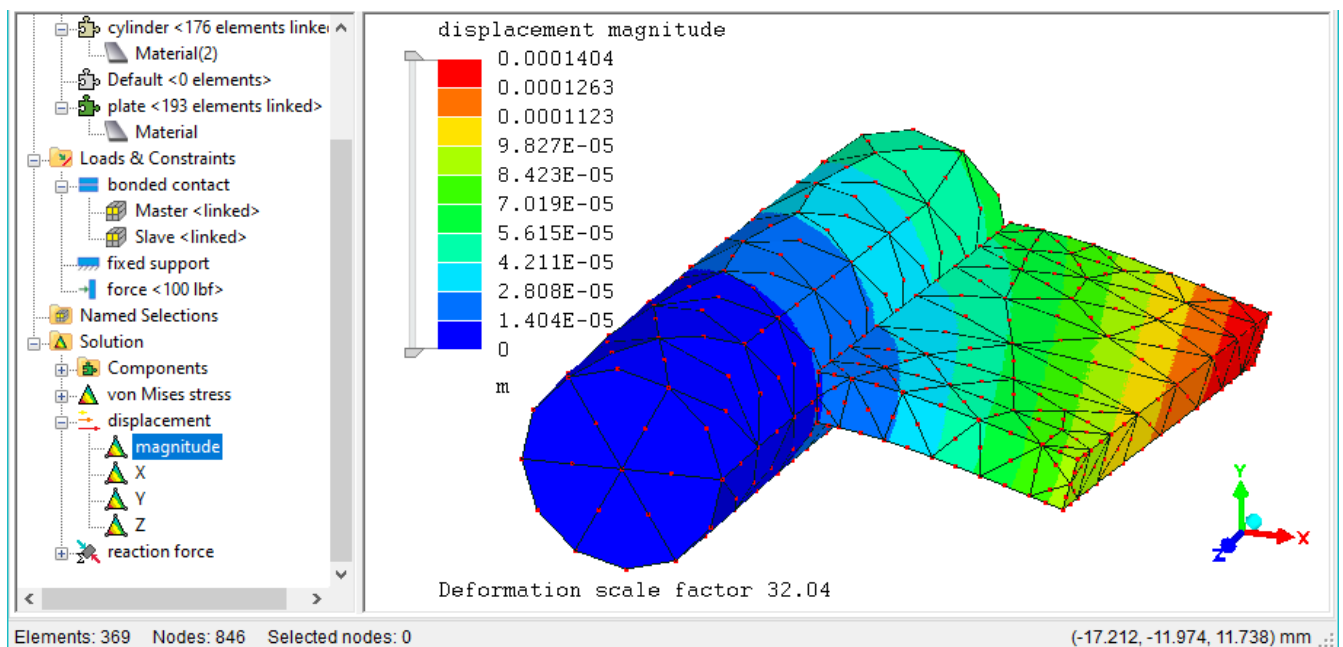 cylinder <176 elements linke
Material(2)
Default <0 elements>
plate <193 elements linked>
Material
Loads & Constraints
bonded contact
Master <linked>
Slave <linked>
fixed support
force <100 lbf>
Named Selections
Solution
Components
von Mises stress
displacement
magnitude
X
Y
Z
reaction force
displacement magnitude
0.0001404
0.0001263
0.0001123
9.827E-05
8.423E-05
7.019E-05
5.615E-05
4.211E-05
2.808E-05
1.404E-05
0
m
Y
X
Z
Deformation scale factor 32.04
Elements: 369 Nodes: 846 Selected nodes: 0 (-17.212, -11.974, 11.738) mm